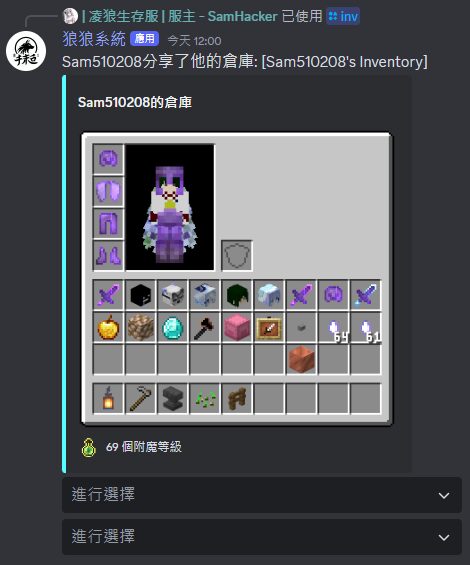 | 凌狼生存服 | 服主 - SamHacker 已使用 inv
狼狼系統 應用 今天 12:00
Sam510208分享了他的倉庫: [Sam510208's Inventory]
Sam510208的倉庫
64 61
69 個附魔等級
進行選擇
進行選擇